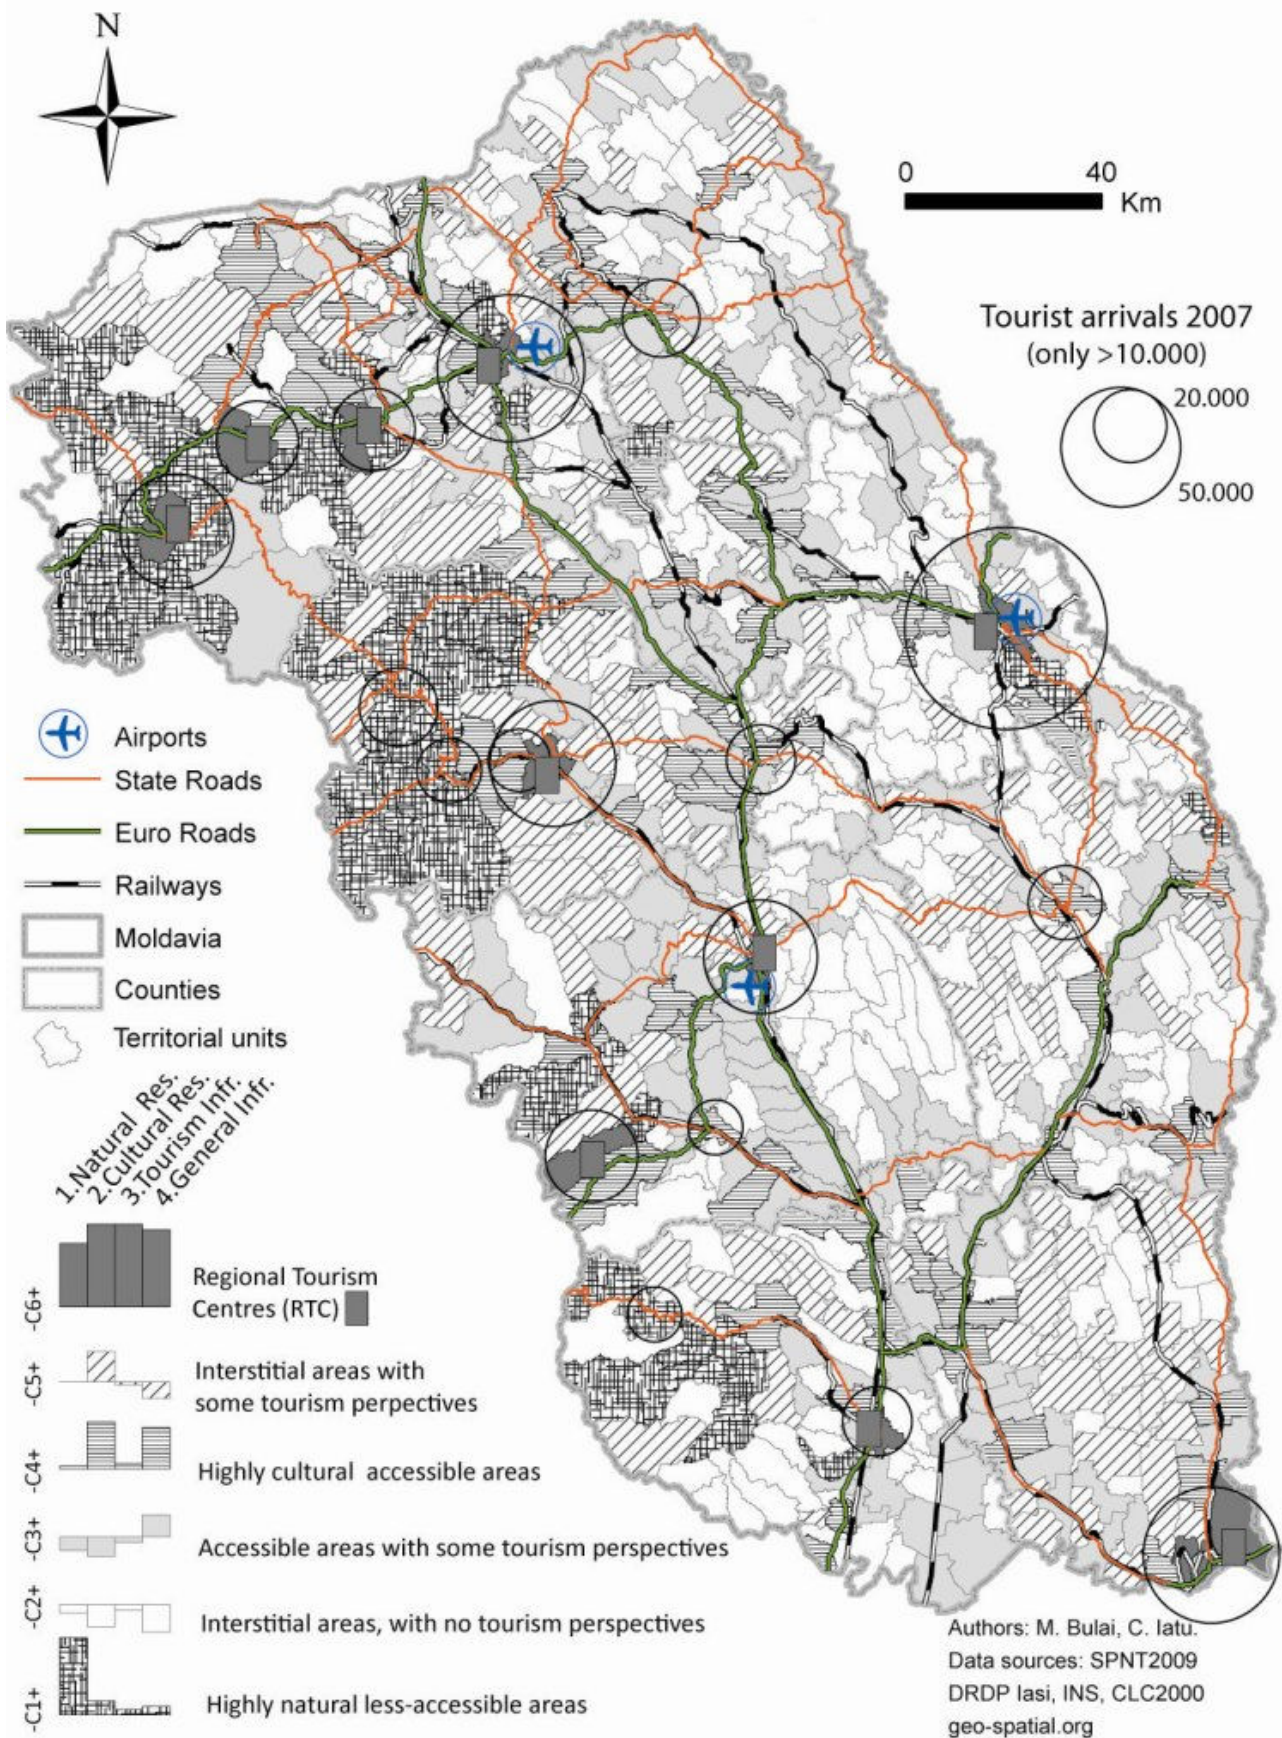 N
0 40
Km
Tourist arrivals 2007
(only >10.000)
20.000
50.000
Airports
State Roads
Euro Roads
Railways
Moldavia
Counties
Territorial units
1.Natural Res.
2.Cultural Res.
3.Tourism Infr.
4.General Infr.
-C6+
Regional Tourism
Centres (RTC)
-C5+
Interstitial areas with
some tourism perpectives
-C4+
Highly cultural accessible areas
-C3+
Accessible areas with some tourism perspectives
-C2+
Interstitial areas, with no tourism perspectives
-C1+
Highly natural less-accessible areas
Authors: M. Bulai, C. Iatu.
Data sources: SPNT2009
DRDP Iasi, INS, CLC2000
geo-spatial.org